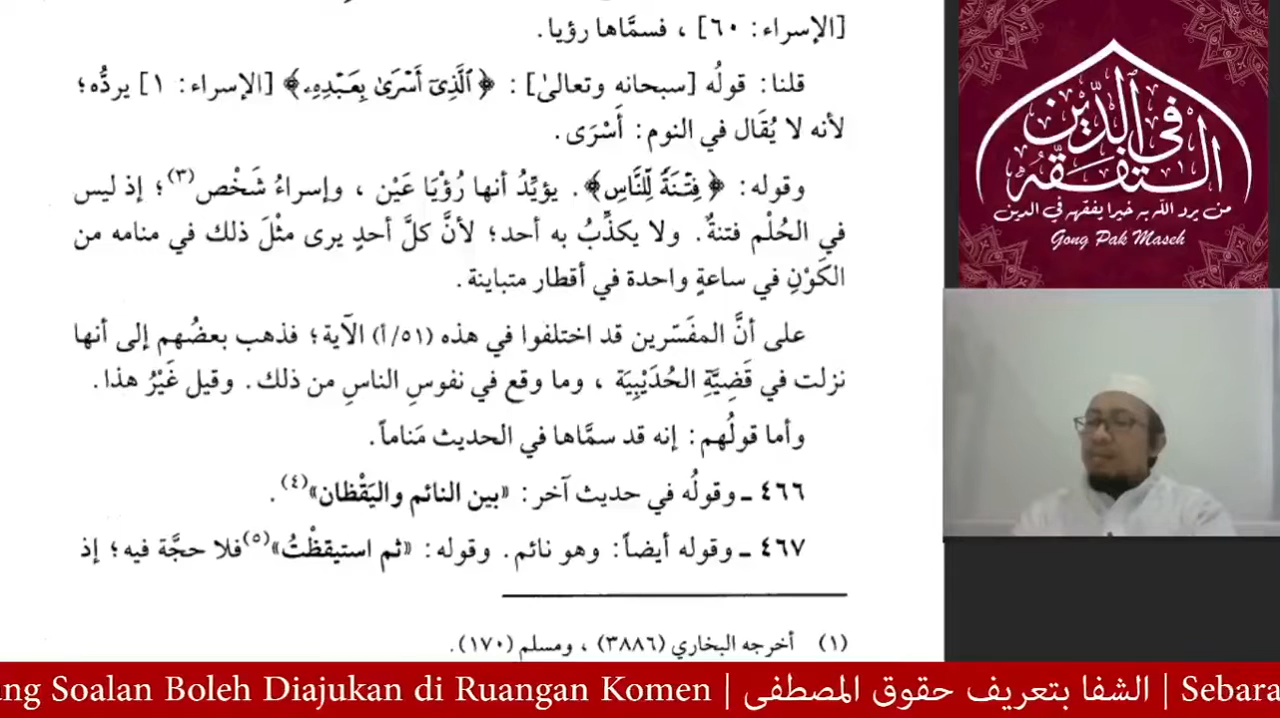 [الإسراء: ٦٠] ، فسمَّاها رؤيا.
قلنا: قولُه [سبحانه وتعالىٰ] : ﴿ ٱلَّذِىٓ أَسْرَىٰ بِعَبْدِهِۦ﴾ [الإسراء: ١] يردُّه؛
لأنه لا يُقَال في النوم: أَسْرَى .
وقوله: ﴿ فِتْنَةً لِّلنَّاسِ﴾ . يؤيِّدُ أنها رُؤْيَا عَيْن ، وإسراءُ شَخْص(٣)؛ إذ ليس
في الحُلْم فتنةٌ. ولا يكذِّبُ به أحد؛ لأنَّ كلَّ أحدٍ يرى مثْلَ ذلك في منامه من
الكَوْنِ في ساعةٍ واحدة في أقطار متباينة .
على أنَّ المفَسّرين قد اختلفوا في هذه (٥١/أ) الآية؛ فذهب بعضُهم إلى أنها
نزلت في قَضِيَّةِ الحُدَيْبِيَة ، وما وقع في نفوس الناسِ من ذلك. وقيل غَيْرُ هذا.
وأما قولُهم: إنه قد سمَّاها في الحديث مَناماً.
٤٦٦ ـ وقولُه في حديث آخر: «بين النائم واليَقْظان»(٤) .
٤٦٧ ـ وقوله أيضاً: وهو نائم. وقوله: «ثم استيقظْتُ»(٥) فلا حجَّة فيه؛ إذ
(١) أخرجه البخاري (٣٨٨٦) ، ومسلم (١٧٠).
التفقه في الدين
من يرد الله به خيرا يفقهه في الدين
Gong Pak Maseh
ung Soalan Boleh Diajukan di Ruangan Komen | الشفا بتعريف حقوق المصطفى | Sebara